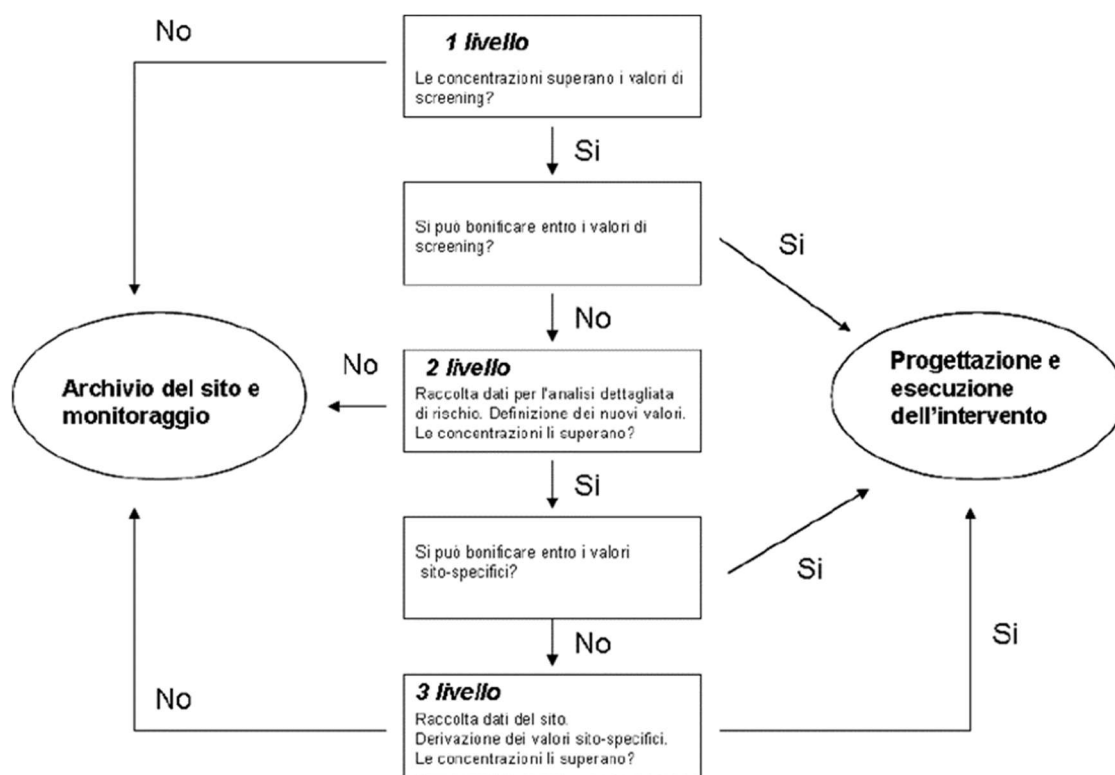 No
1 livello
Le concentrazioni superano i valori di
screening?
Si
Si può bonificare entro i valori di
screening?
Si
No
Archivio del sito e
monitoraggio
No
2 livello
Raccolta dati per l'analisi dettagliata
di rischio. Definizione dei nuovi valori.
Le concentrazioni li superano?
Progettazione e
esecuzione
dell'intervento
Si
Si può bonificare entro i valori
sito-specifici?
Si
No
Si
No
3 livello
Raccolta dati del sito.
Derivazione dei valori sito-specifici.
Le concentrazioni li superano?